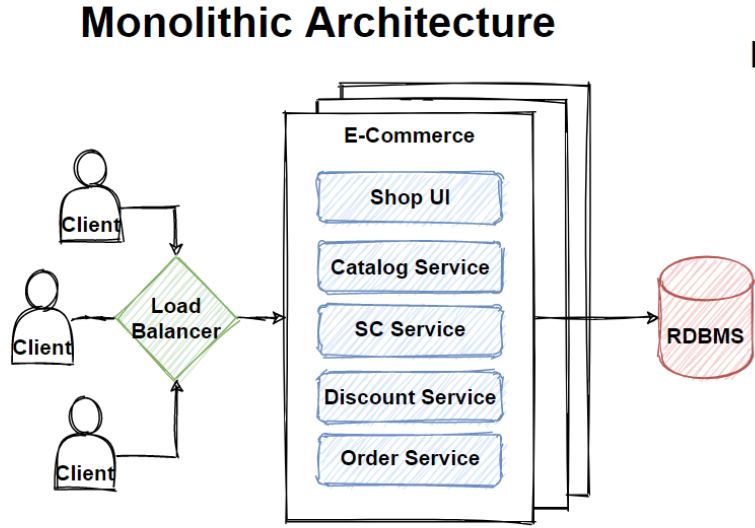 Monolithic Architecture
E-Commerce
Shop UI
Catalog Service
SC Service
Discount Service
Order Service
Client
Client
Client
Load
Balancer
RDBMS